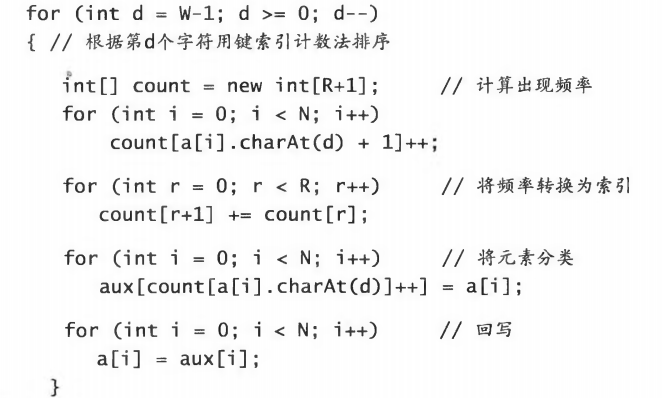 for (int d = W-1; d >= 0; d--)
{ // 根据第d个字符用键索引计数法排序
int[] count = new int[R+1]; // 计算出现频率
for (int i = 0; i < N; i++)
count[a[i].charAt(d) + 1]++;
for (int r = 0; r < R; r++) // 将频率转换为索引
count[r+1] += count[r];
for (int i = 0; i < N; i++) // 将元素分类
aux[count[a[i].charAt(d)]++] = a[i];
for (int i = 0; i < N; i++) // 回写
a[i] = aux[i];
}